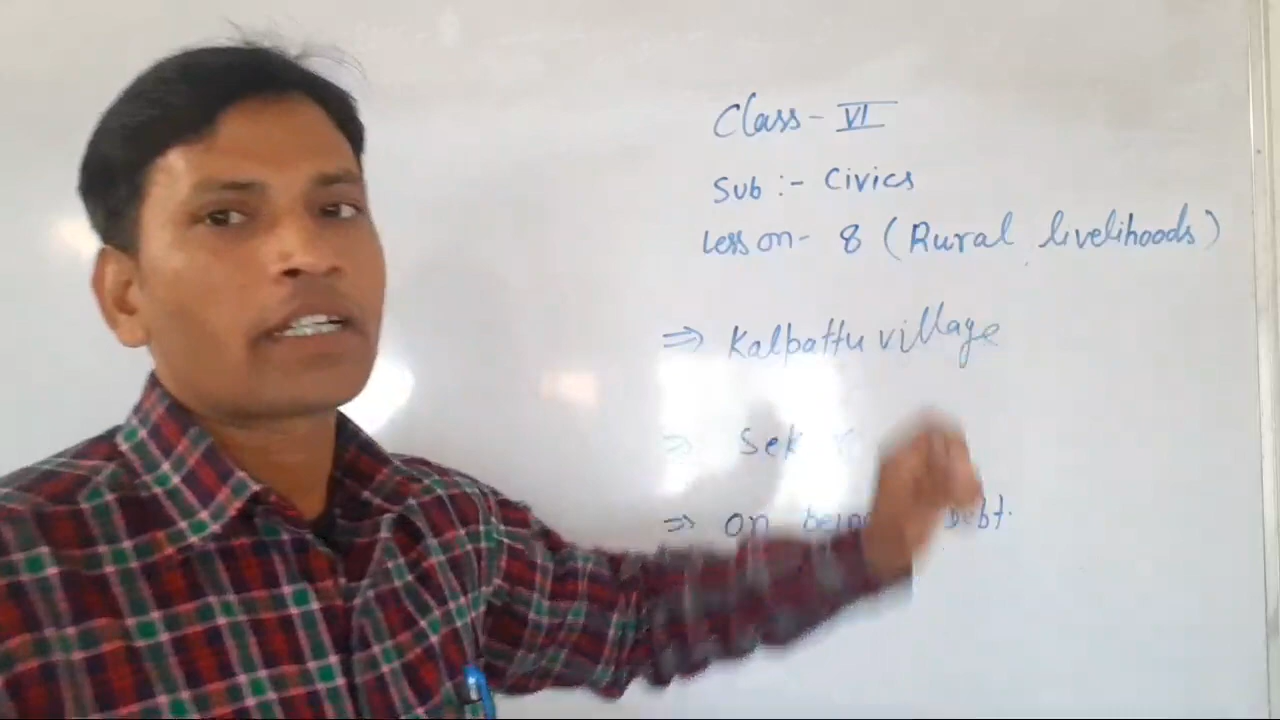 Class - VI
Sub :- Civics
Lesson - 8 (Rural livelihoods)
⇒ Kalpattu village
⇒ Sek
⇒ on being Debt.